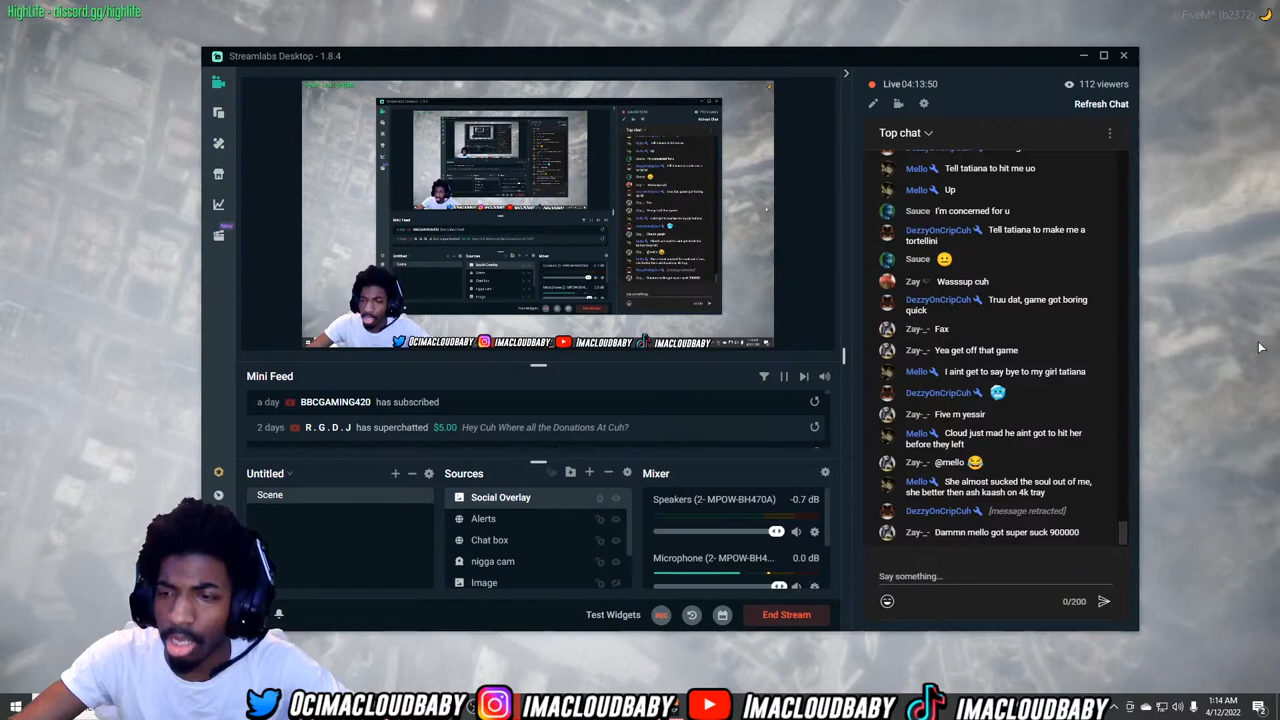 HighLife - discord.gg/highlife
FiveM* (b2372)
Streamlabs Desktop - 1.8.4
Live 04:13:50
112 viewers
Refresh Chat
Top chat
Mello Tell tatiana to hit me uo
Mello Up
Sauce I'm concerned for u
DezzyOnCripCuh Tell tatiana to make me a
tortellini
Sauce
Zay Wasssup cuh
DezzyOnCripCuh Truu dat, game got boring
quick
Zay-_- Fax
Zay-_- Yea get off that game
Mello I aint get to say bye to my girl tatiana
DezzyOnCripCuh
Zay-_- Five m yessir
Mello Cloud just mad he aint got to hit her
before they left
Zay-_- @mello
Mello She almost sucked the soul out of me,
she better then ash kaash on 4k tray
DezzyOnCripCuh [message retracted]
Zay-_- Dammn mello got super suck 900000
Say something...
0/200
New
Mini Feed
a day BBCGAMING420 has subscribed
2 days R . G . D . J has superchatted $5.00 Hey Cuh Where all the Donations At Cuh?
Untitled
Scene
Sources
Social Overlay
Alerts
Chat box
nigga cam
Image
Mixer
Speakers (2- MPOW-BH470A) -0.7 dB
Microphone (2- MPOW-BH4... 0.0 dB
Test Widgets
REC
End Stream
OCIMACLOUDBABY IMACLOUDBABY_ IMACLOUDBABY IMACLOUDBABY
1:14 AM
4/12/2022